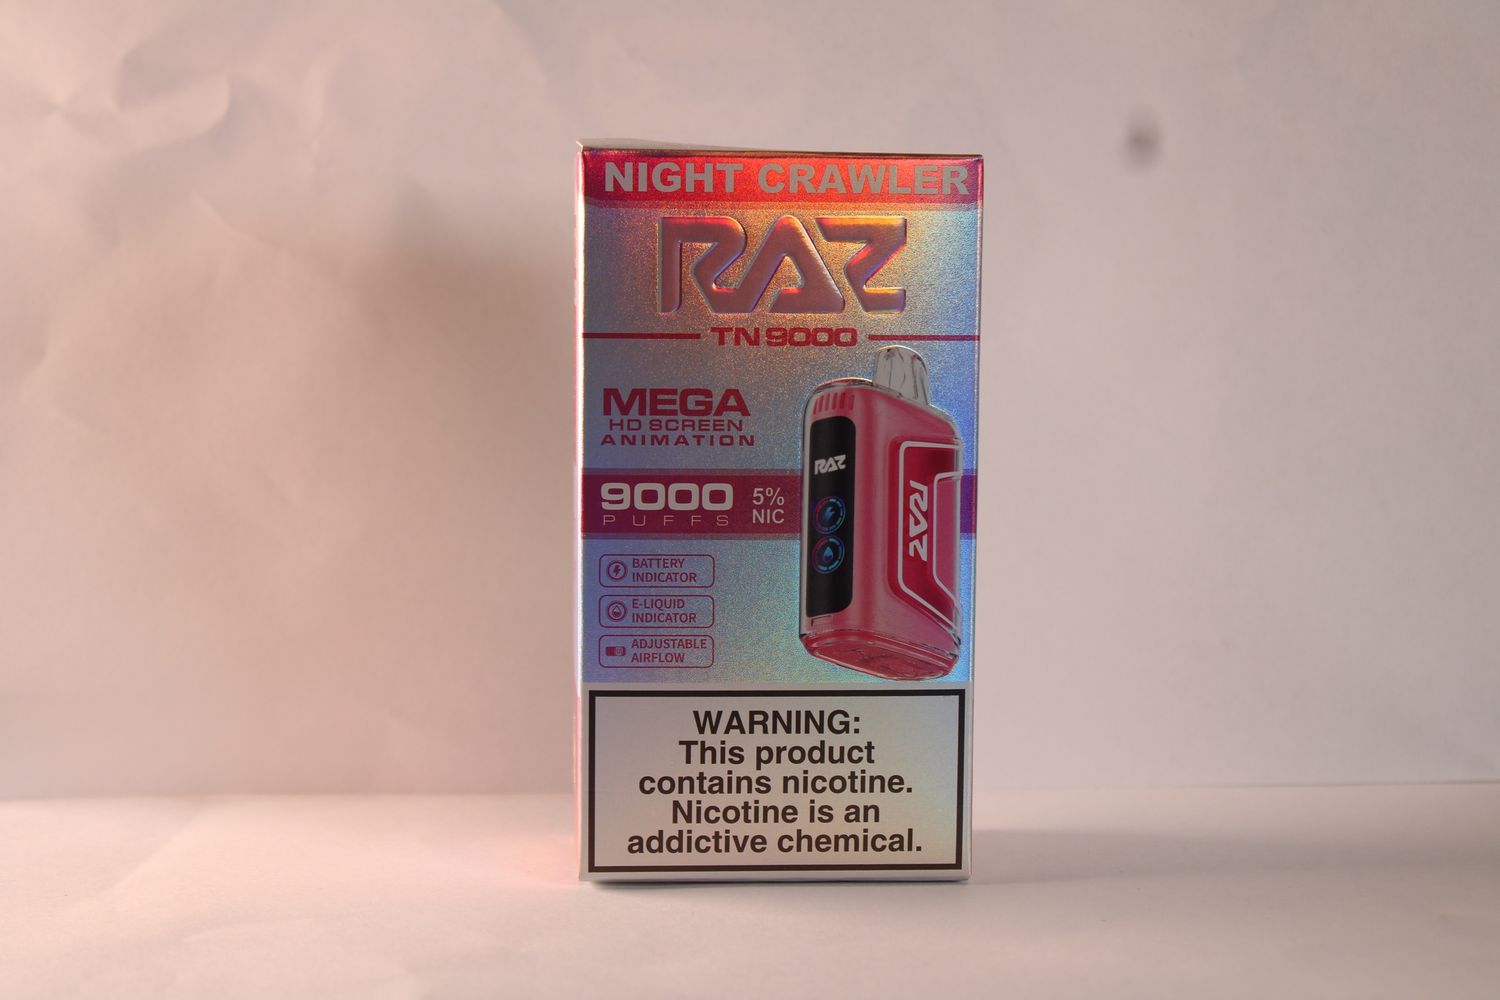 NIGHT CRAWLER
RAZ
TN 9000
MEGA
HD SCREEN
ANIMATION
9000
PUFFS
5%
NIC
BATTERY
INDICATOR
E-LIQUID
INDICATOR
ADJUSTABLE
AIRFLOW
RAZ
RAZ
WARNING:
This product
contains nicotine.
Nicotine is an
addictive chemical.